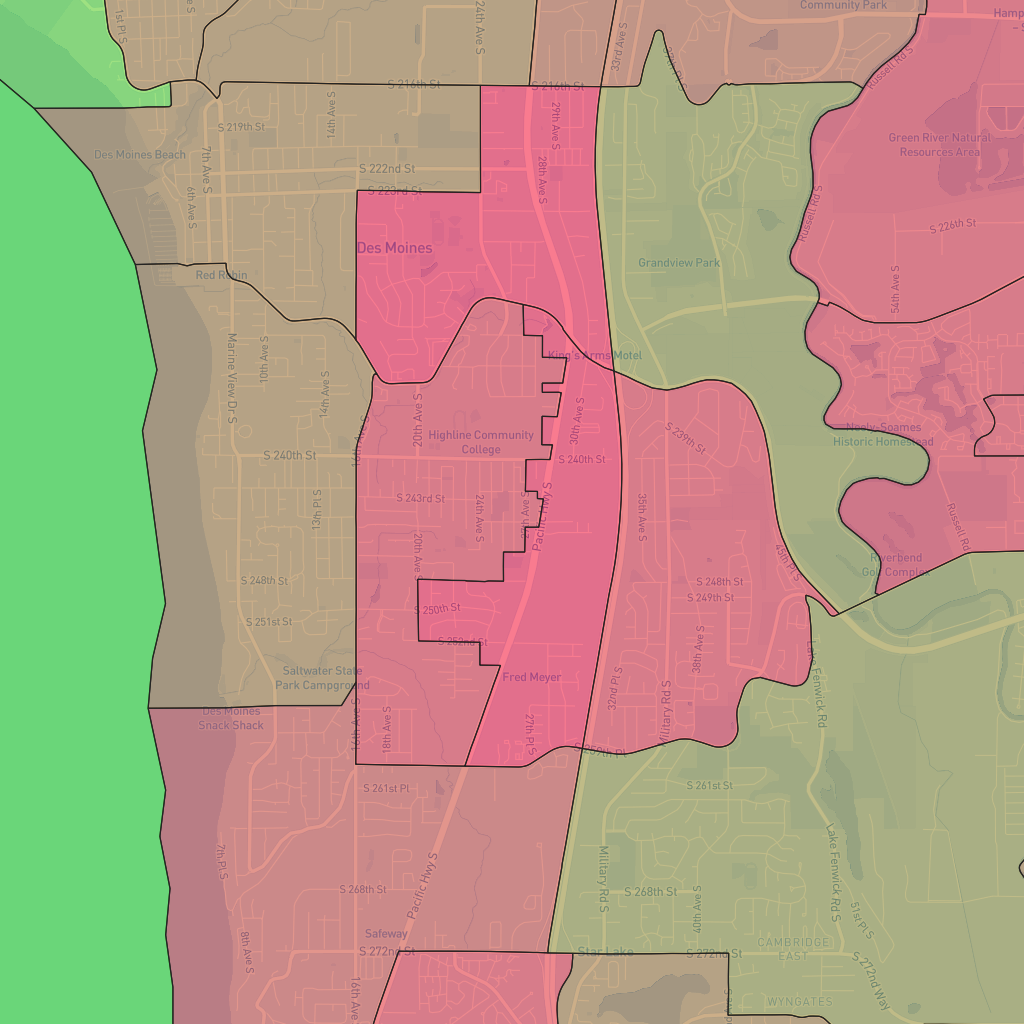 1st Pl S
24th Ave S
33rd Ave S
37th Pl S
Community Park
Hamp
Russell Rd S
S 216th St
S 216th St
14th Ave S
29th Ave S
S 219th St
Green River Natural
Resources Area
Des Moines Beach
7th Ave S
S 222nd St
28th Ave S
S 223rd St
6th Ave S
Russell Rd S
S 226th St
Des Moines
Grandview Park
Red Robin
54th Ave S
Marine View Dr S
10th Ave S
King's Arms Motel
14th Ave S
20th Ave S
30th Ave S
16th Ave S
Highline Community
College
S 239th St
Neely-Soames
Historic Homestead
S 240th St
S 240th St
13th Pl S
S 243rd St
24th Ave S
27th Ave S
Pacific Hwy S
35th Ave S
Russell Rd
20th Ave S
45th Pl S
Riverbend
Golf Complex
S 248th St
S 248th St
S 249th St
S 250th St
S 251st St
S 252nd St
38th Ave S
Lake Fenwick Rd
Saltwater State
Park Campground
Fred Meyer
32nd Pl S
Military Rd S
Des Moines
Snack Shack
16th Ave S
18th Ave S
27th Pl S
S 259th Pl
S 261st Pl
S 261st St
7th Pl S
Pacific Hwy S
Military Rd S
Lake Fenwick Rd S
S 268th St
S 268th St
40th Ave S
51st Pl S
8th Ave S
Safeway
S 272nd St
Star Lake
S 272nd St
CAMBRIDGE
EAST
S 272nd Way
16th Ave
WYNGATES